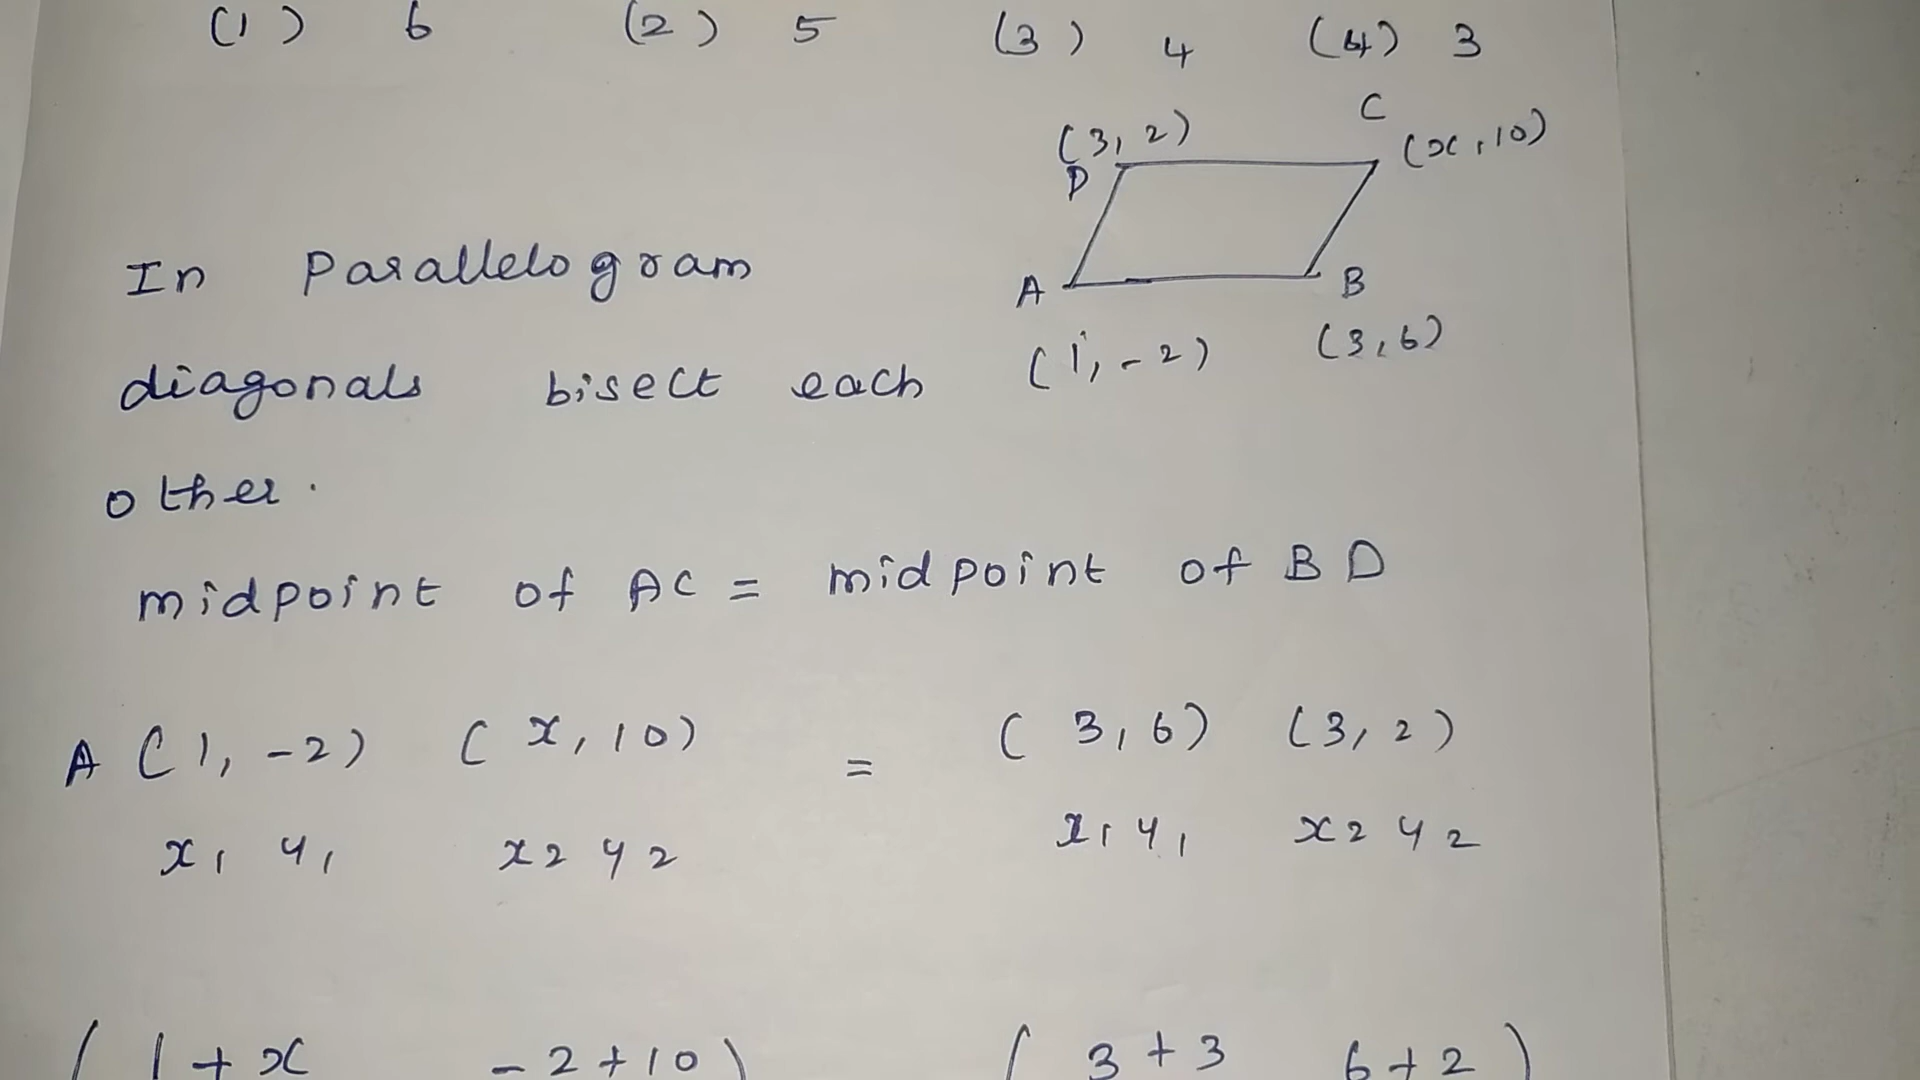 (1) 6 (2) 5 (3) 4 (4) 3
C
(3, 2) (x, 10)
D
A B
(1, -2) (3, 6)
In parallelogram
diagonals bisect each
other.
midpoint of AC = midpoint of BD
A (1, -2) (x, 10) = (3, 6) (3, 2)
x1 y1 x2 y2 x1 y1 x2 y2
(1+x -2+10) (3+3 6+2)